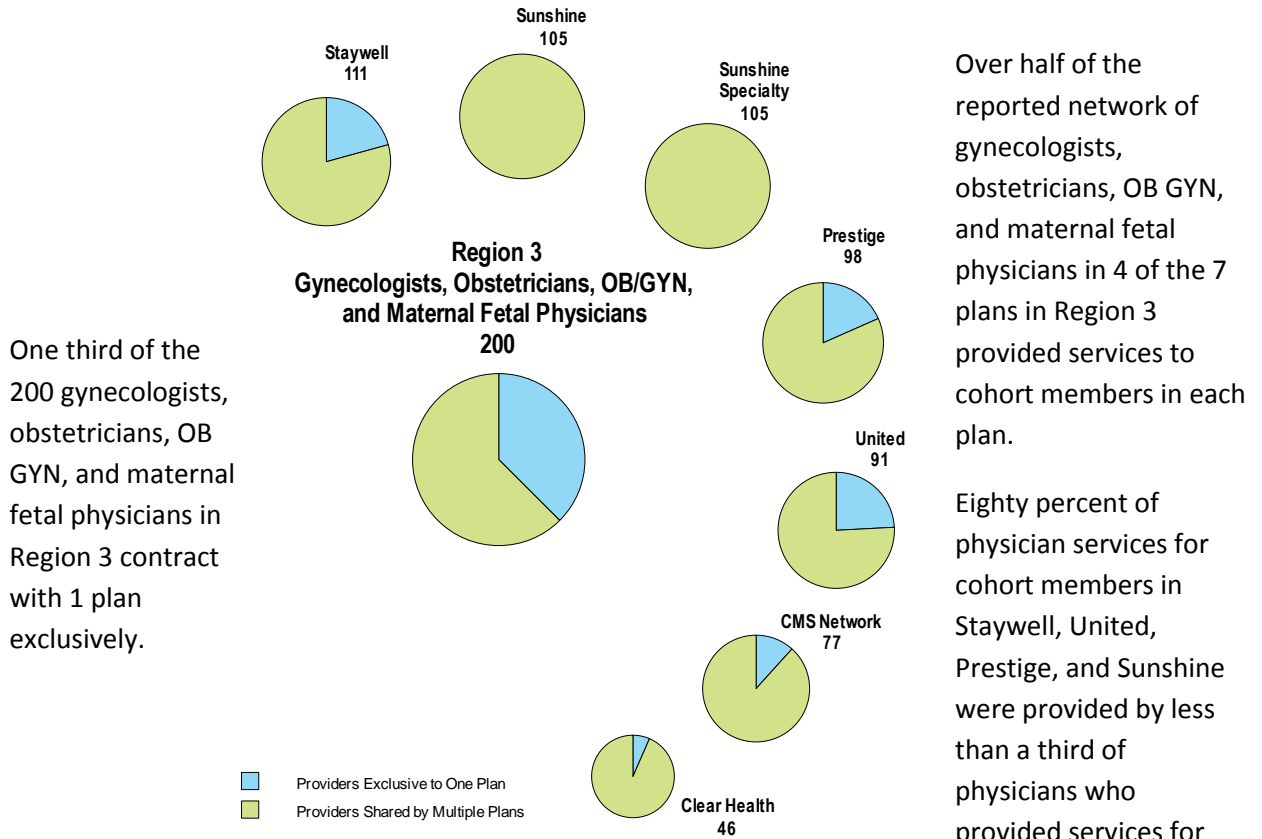 One third of the
200 gynecologists,
obstetricians, OB
GYN, and maternal
fetal physicians in
Region 3 contract
with 1 plan
exclusively.
Sunshine
105
Staywell
111
Sunshine
Specialty
105
Prestige
98
Region 3
Gynecologists, Obstetricians, OB/GYN,
and Maternal Fetal Physicians
200
United
91
CMS Network
77
Clear Health
46
Providers Exclusive to One Plan
Providers Shared by Multiple Plans
Over half of the
reported network of
gynecologists,
obstetricians, OB GYN,
and maternal fetal
physicians in 4 of the 7
plans in Region 3
provided services to
cohort members in each
plan.
Eighty percent of
physician services for
cohort members in
Staywell, United,
Prestige, and Sunshine
were provided by less
than a third of
physicians who
provided services for